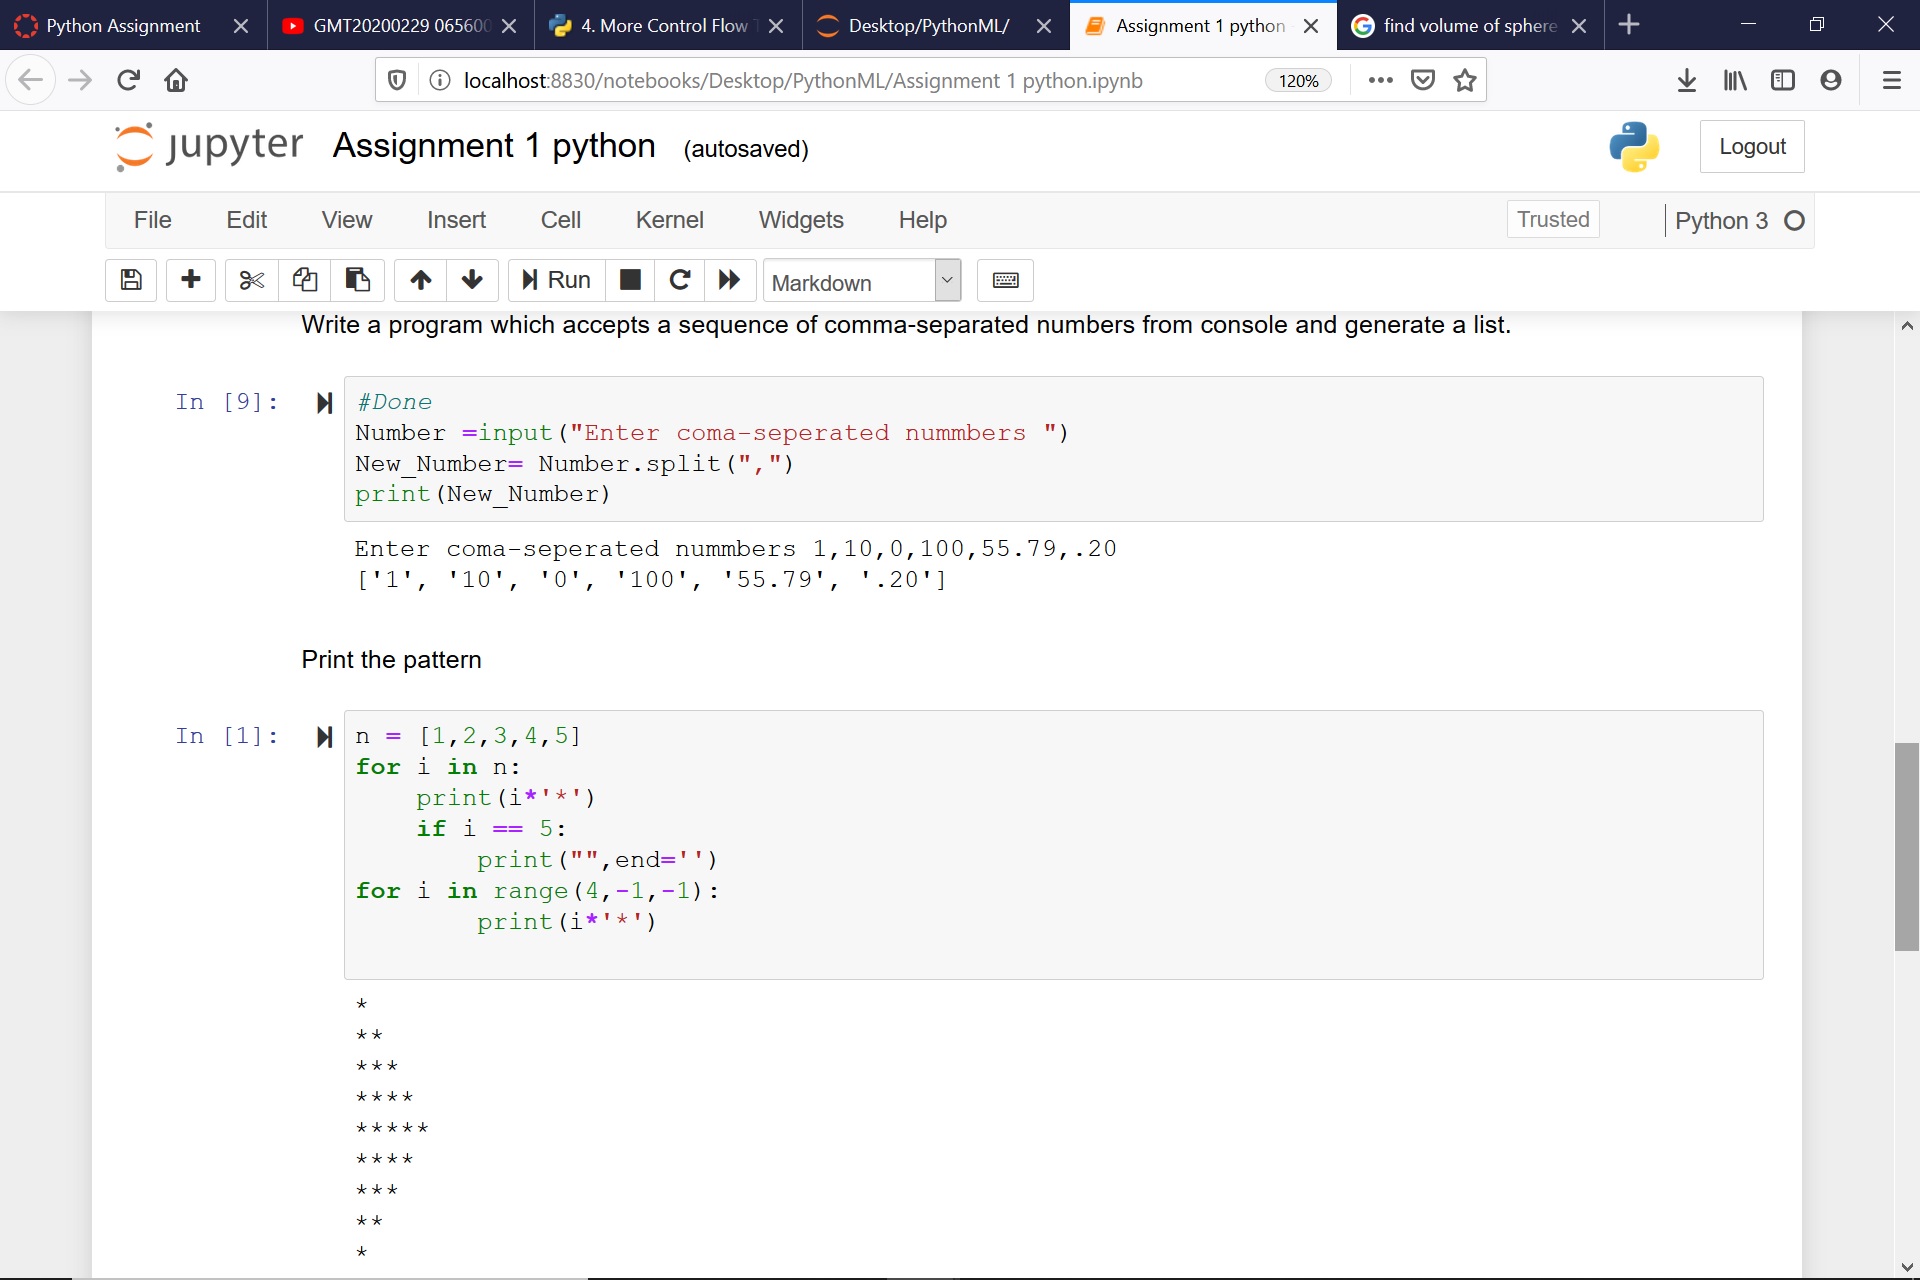 Python Assignment
GMT20200229 065600
4. More Control Flow T
Desktop/PythonML/
Assignment 1 python
find volume of sphere
localhost:8830/notebooks/Desktop/PythonML/Assignment 1 python.ipynb
120%
jupyter
Assignment 1 python (autosaved)
Logout
File Edit View Insert Cell Kernel Widgets Help
Trusted
Python 3
Run
Markdown
Write a program which accepts a sequence of comma-separated numbers from console and generate a list.
In [9]:
#Done
Number =input("Enter coma-seperated nummbers ")
New_Number= Number.split(",")
print(New_Number)
Enter coma-seperated nummbers 1,10,0,100,55.79,.20
['1', '10', '0', '100', '55.79', '.20']
Print the pattern
In [1]:
n = [1,2,3,4,5]
for i in n:
    print(i*'*')
    if i == 5:
        print("",end='')
for i in range(4,-1,-1):
        print(i*'*')
*
**
***
****
*****
****
***
**
*